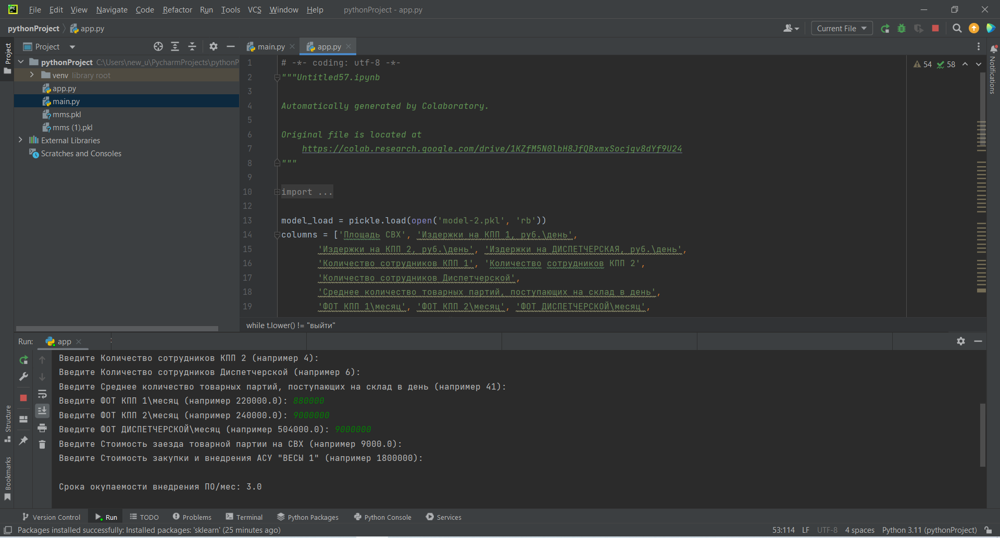 PC
File Edit View Navigate Code Refactor Run Tools VCS Window Help pythonProject - app.py
pythonProject app.py
Current File
Project
main.py
app.py
54 58
Project
Notifications
Structure
Bookmarks
pythonProject C:\Users\new_u\PycharmProjects\pythonP
venv library root
app.py
main.py
mms.pkl
mms (1).pkl
External Libraries
Scratches and Consoles
1 # -*- coding: utf-8 -*-
2 """Untitled57.ipynb
3
4 Automatically generated by Colaboratory.
5
6 Original file is located at
7 https://colab.research.google.com/drive/1KZfM5N0lbH8JfQBxmxSocjgv8dYf9U24
8 """
9
10 import ...
12
13 model_load = pickle.load(open('model-2.pkl', 'rb'))
14 columns = ['Площадь СВХ', 'Издержки на КПП 1, руб.\день',
15 'Издержки на КПП 2, руб.\день', 'Издержки на ДИСПЕТЧЕРСКАЯ, руб.\день',
16 'Количество сотрудников КПП 1', 'Количество сотрудников КПП 2',
17 'Количество сотрудников Диспетчерской',
18 'Среднее количество товарных партий, поступающих на склад в день',
19 'ФОТ КПП 1\месяц', 'ФОТ КПП 2\месяц', 'ФОТ ДИСПЕТЧЕРСКОЙ\месяц',
while t.lower() != "выйти"
Run: app
Введите Количество сотрудников КПП 2 (например 4):
Введите Количество сотрудников Диспетчерской (например 6):
Введите Среднее количество товарных партий, поступающих на склад в день (например 41):
Введите ФОТ КПП 1\месяц (например 220000.0): 880000
Введите ФОТ КПП 2\месяц (например 240000.0): 9000000
Введите ФОТ ДИСПЕТЧЕРСКОЙ\месяц (например 504000.0): 9000000
Введите Стоимость заезда товарной партии на СВХ (например 9000.0):
Введите Стоимость закупки и внедрения АСУ "ВЕСЫ 1" (например 1800000):
Срока окупаемости внедрения ПО/мес: 3.0
Version Control Run TODO Problems Terminal Python Packages Python Console Services
Packages installed successfully: Installed packages: 'sklearn' (25 minutes ago)
53:114 LF UTF-8 4 spaces Python 3.11 (pythonProject)